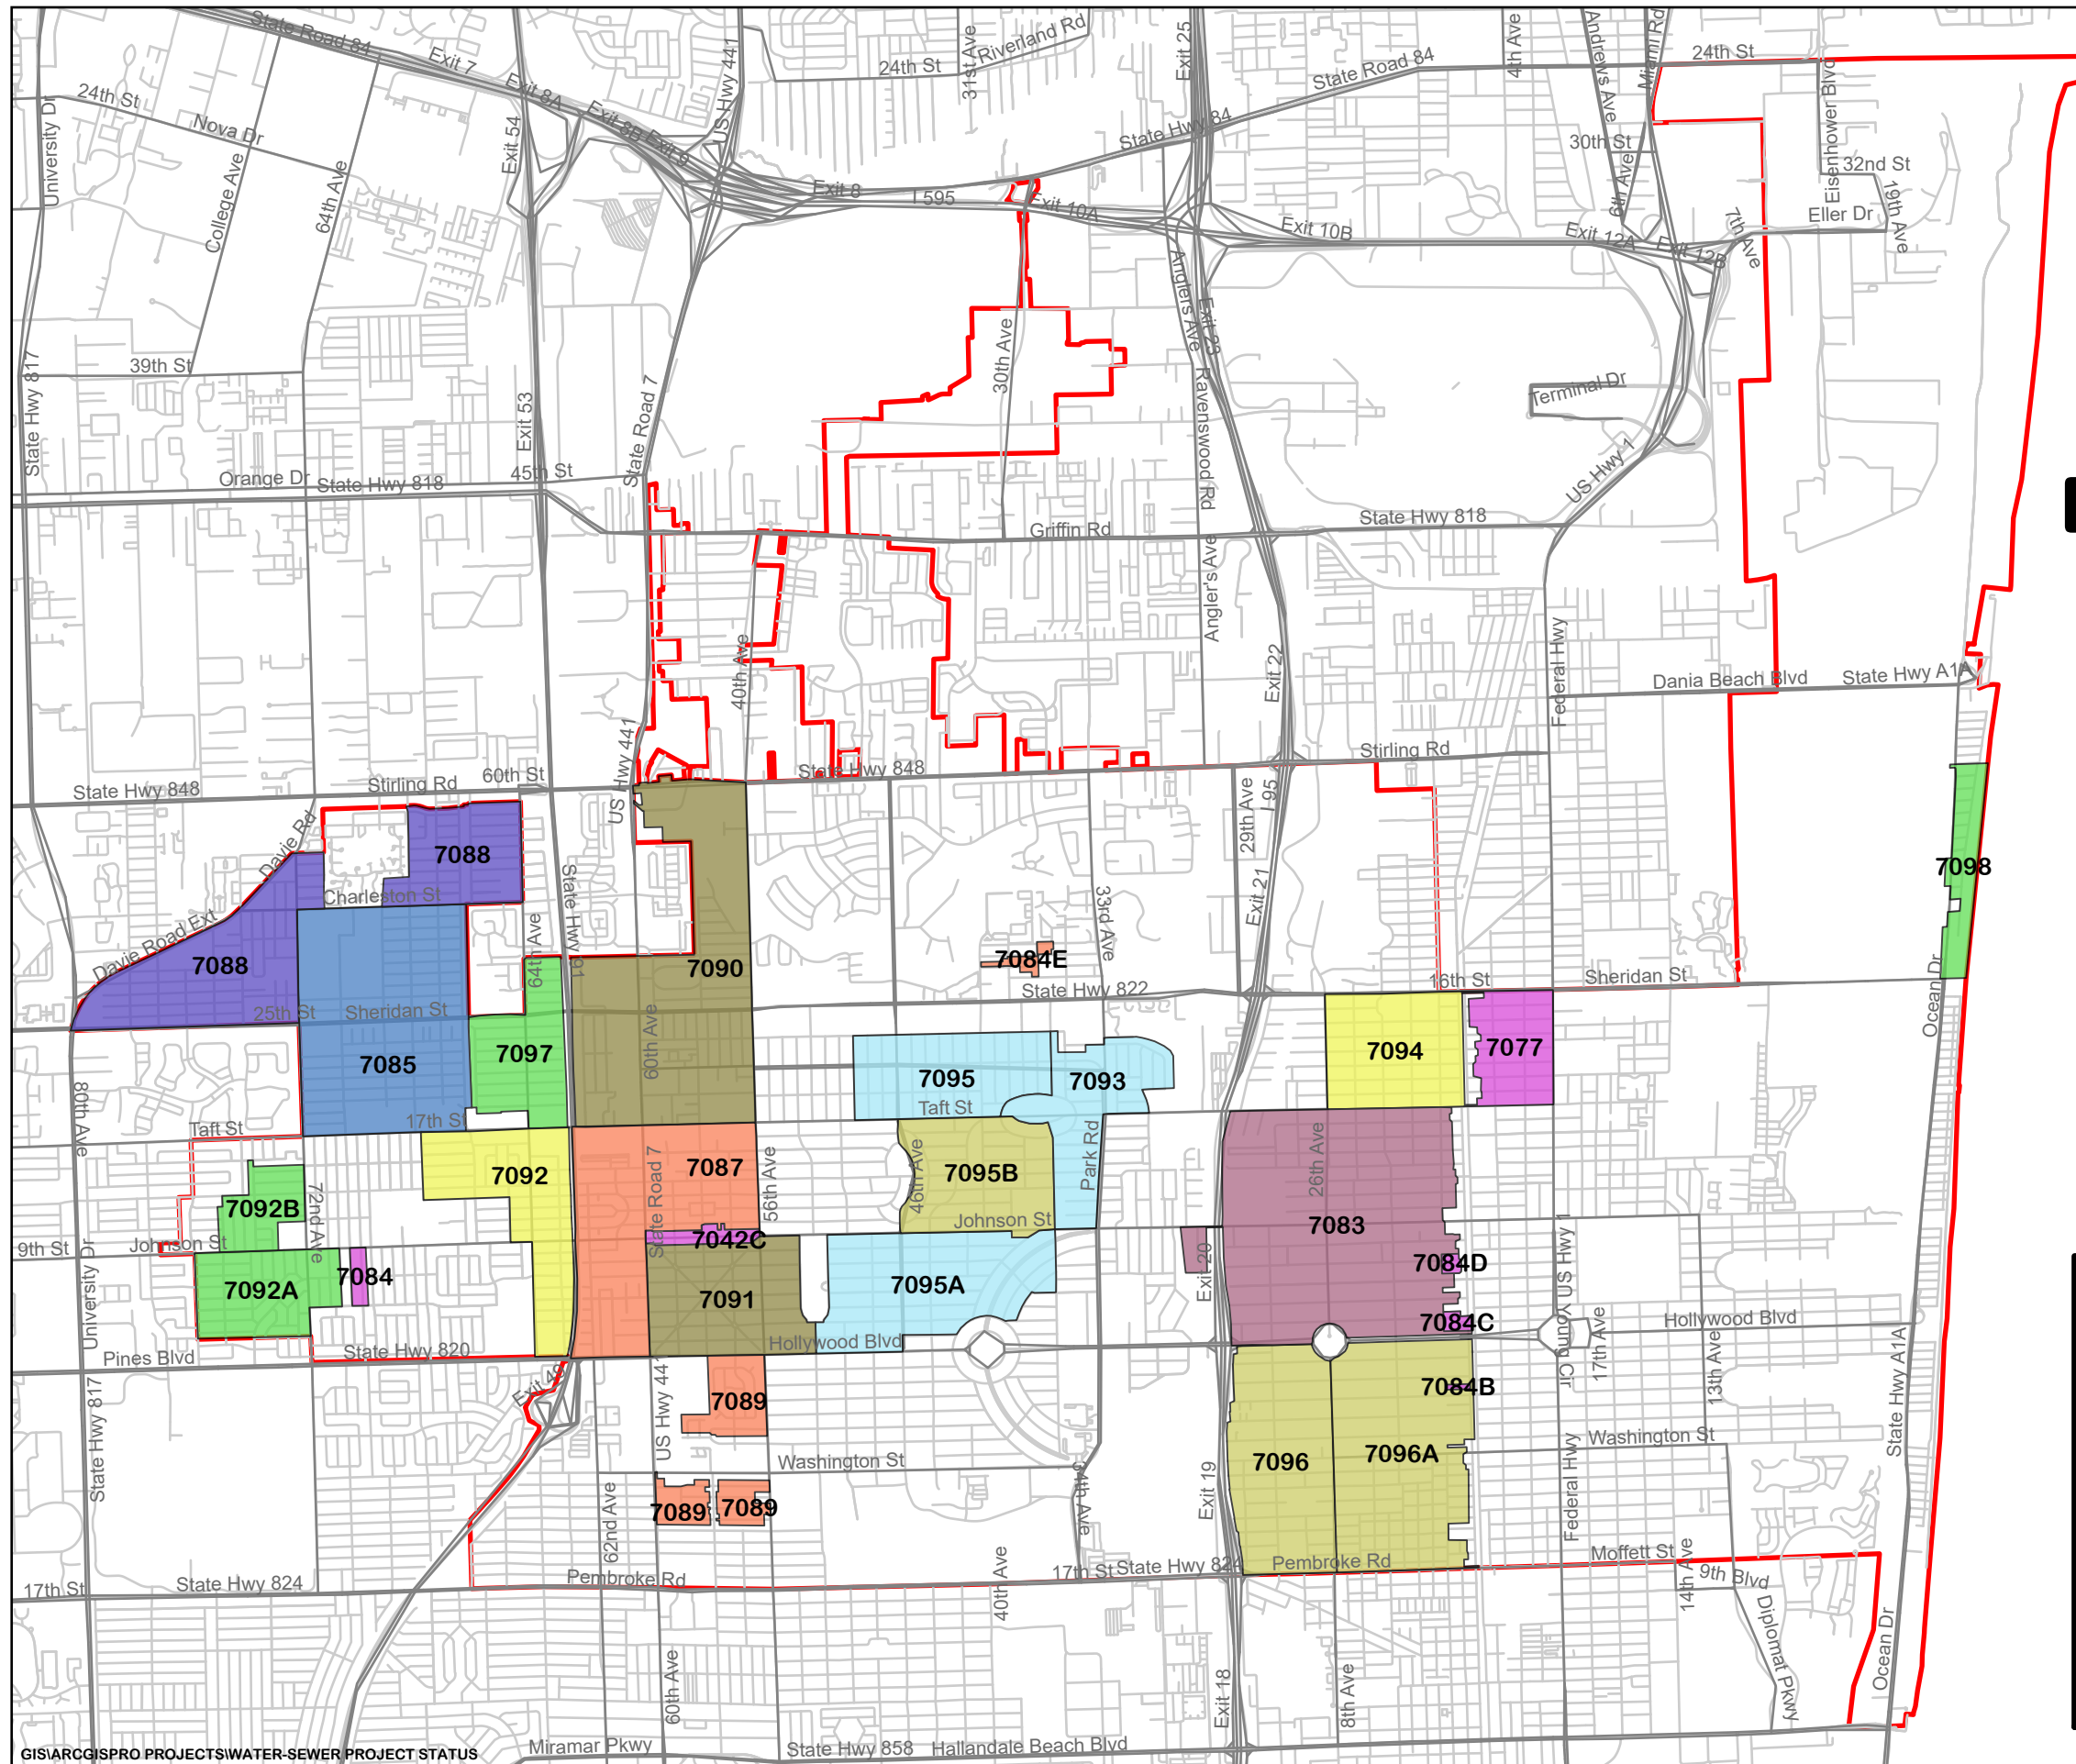 State Road 84
Exit 7
Exit 8A
Exit 8B
Exit 9
US Hwy 441
24th St
31st Ave
Riverland Rd
Exit 25
State Road 84
4th Ave
Andrews Ave
Miami Rd
24th St
Eisenhower Blvd
University Dr
24th St
Nova Dr
College Ave
64th Ave
Exit 54
Exit 8
I 595
Exit 10A
State Hwy 84
30th St
6th Ave
32nd St
19th Ave
Eller Dr
7th Ave
Exit 10B
Exit 12A
Exit 12B
Anglers Ave
Exit 23
State Hwy 817
39th St
Exit 53
State Road 7
30th Ave
Ravenswood Rd
Terminal Dr
US Hwy 1
Orange Dr
State Hwy 818
45th St
Griffin Rd
State Hwy 818
Angler's Ave
40th Ave
Exit 22
Federal Hwy
Dania Beach Blvd
State Hwy A1A
State Hwy 848
Stirling Rd
60th St
US Hwy 441
State Hwy 848
Stirling Rd
29th Ave
I 95
Davie Rd
7088
Charleston St
State Hwy 91
64th Ave
33rd Ave
Exit 21
7098
Davie Road Ext
7088
7090
7084E
State Hwy 822
16th St
Sheridan St
Ocean Dr
25th St
Sheridan St
60th Ave
7085
7097
7095
7093
7094
7077
80th Ave
17th St
Taft St
Taft St
7092
7087
56th Ave
46th Ave
7095B
Park Rd
26th Ave
7092B
72nd Ave
State Road 7
Johnson St
7083
9th St
Johnson St
7042C
7084
7092A
7091
7095A
Exit 20
7084D
7084C
US Hwy 1
Young Cir
17th Ave
Hollywood Blvd
13th Ave
University Dr
Pines Blvd
State Hwy 820
Hollywood Blvd
State Hwy A1A
US Hwy 441
7089
7084B
State Hwy 817
Washington St
7096
7096A
Washington St
62nd Ave
7089
7089
Exit 19
Federal Hwy
17th St
State Hwy 824
Pembroke Rd
40th Ave
17th St
State Hwy 824
Pembroke Rd
Moffett St
14th Ave
9th Blvd
Diplomat Pkwy
Ocean Dr
60th Ave
Exit 18
8th Ave
GIS\ARCGISPRO PROJECTS\WATER-SEWER PROJECT STATUS
Miramar Pkwy
State Hwy 858
Hallandale Beach Blvd